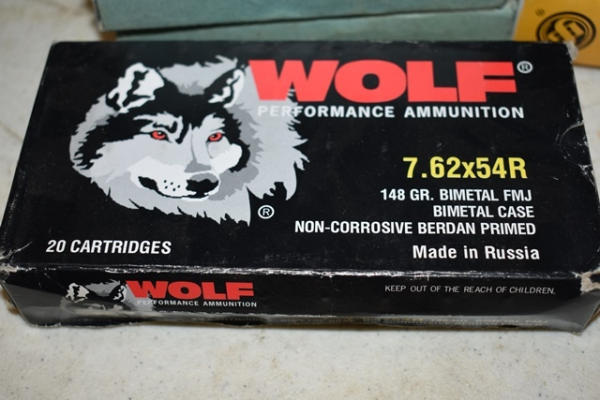 WOLF®
PERFORMANCE AMMUNITION
7.62x54R
148 GR. BIMETAL FMJ
BIMETAL CASE
NON-CORROSIVE BERDAN PRIMED
®
20 CARTRIDGES
Made in Russia
WOLF
PERFORMANCE AMMUNITION
KEEP OUT OF THE REACH OF CHILDREN.